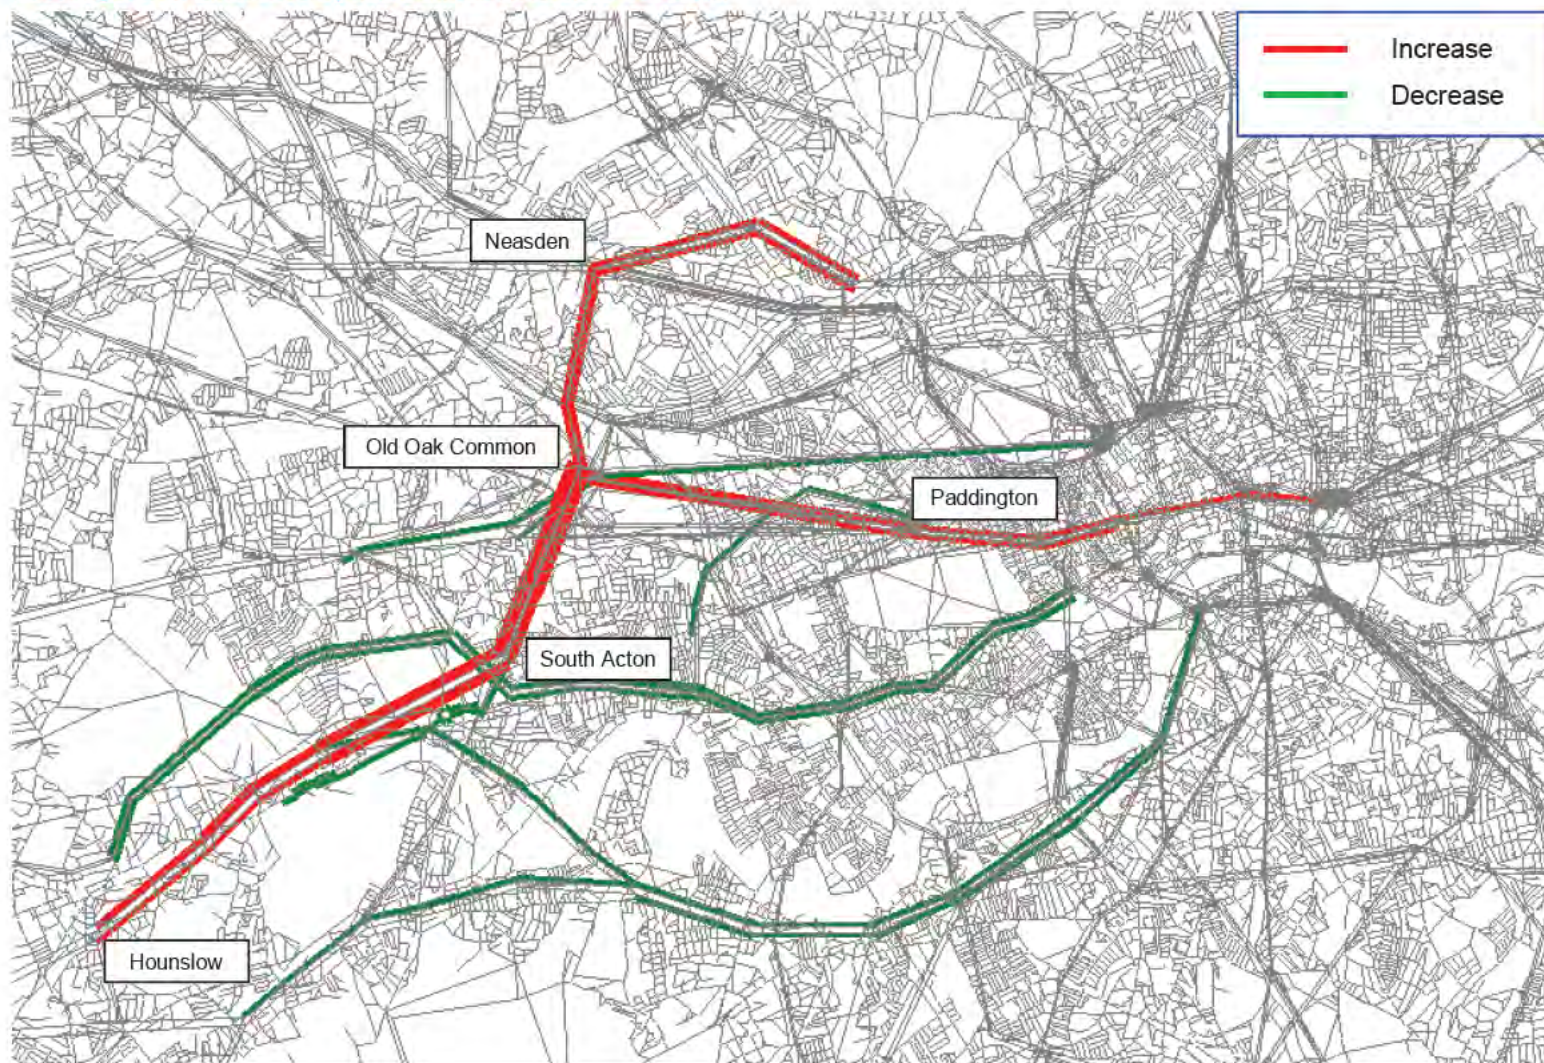 Increase
Decrease
Neasden
Old Oak Common
Paddington
South Acton
Hounslow